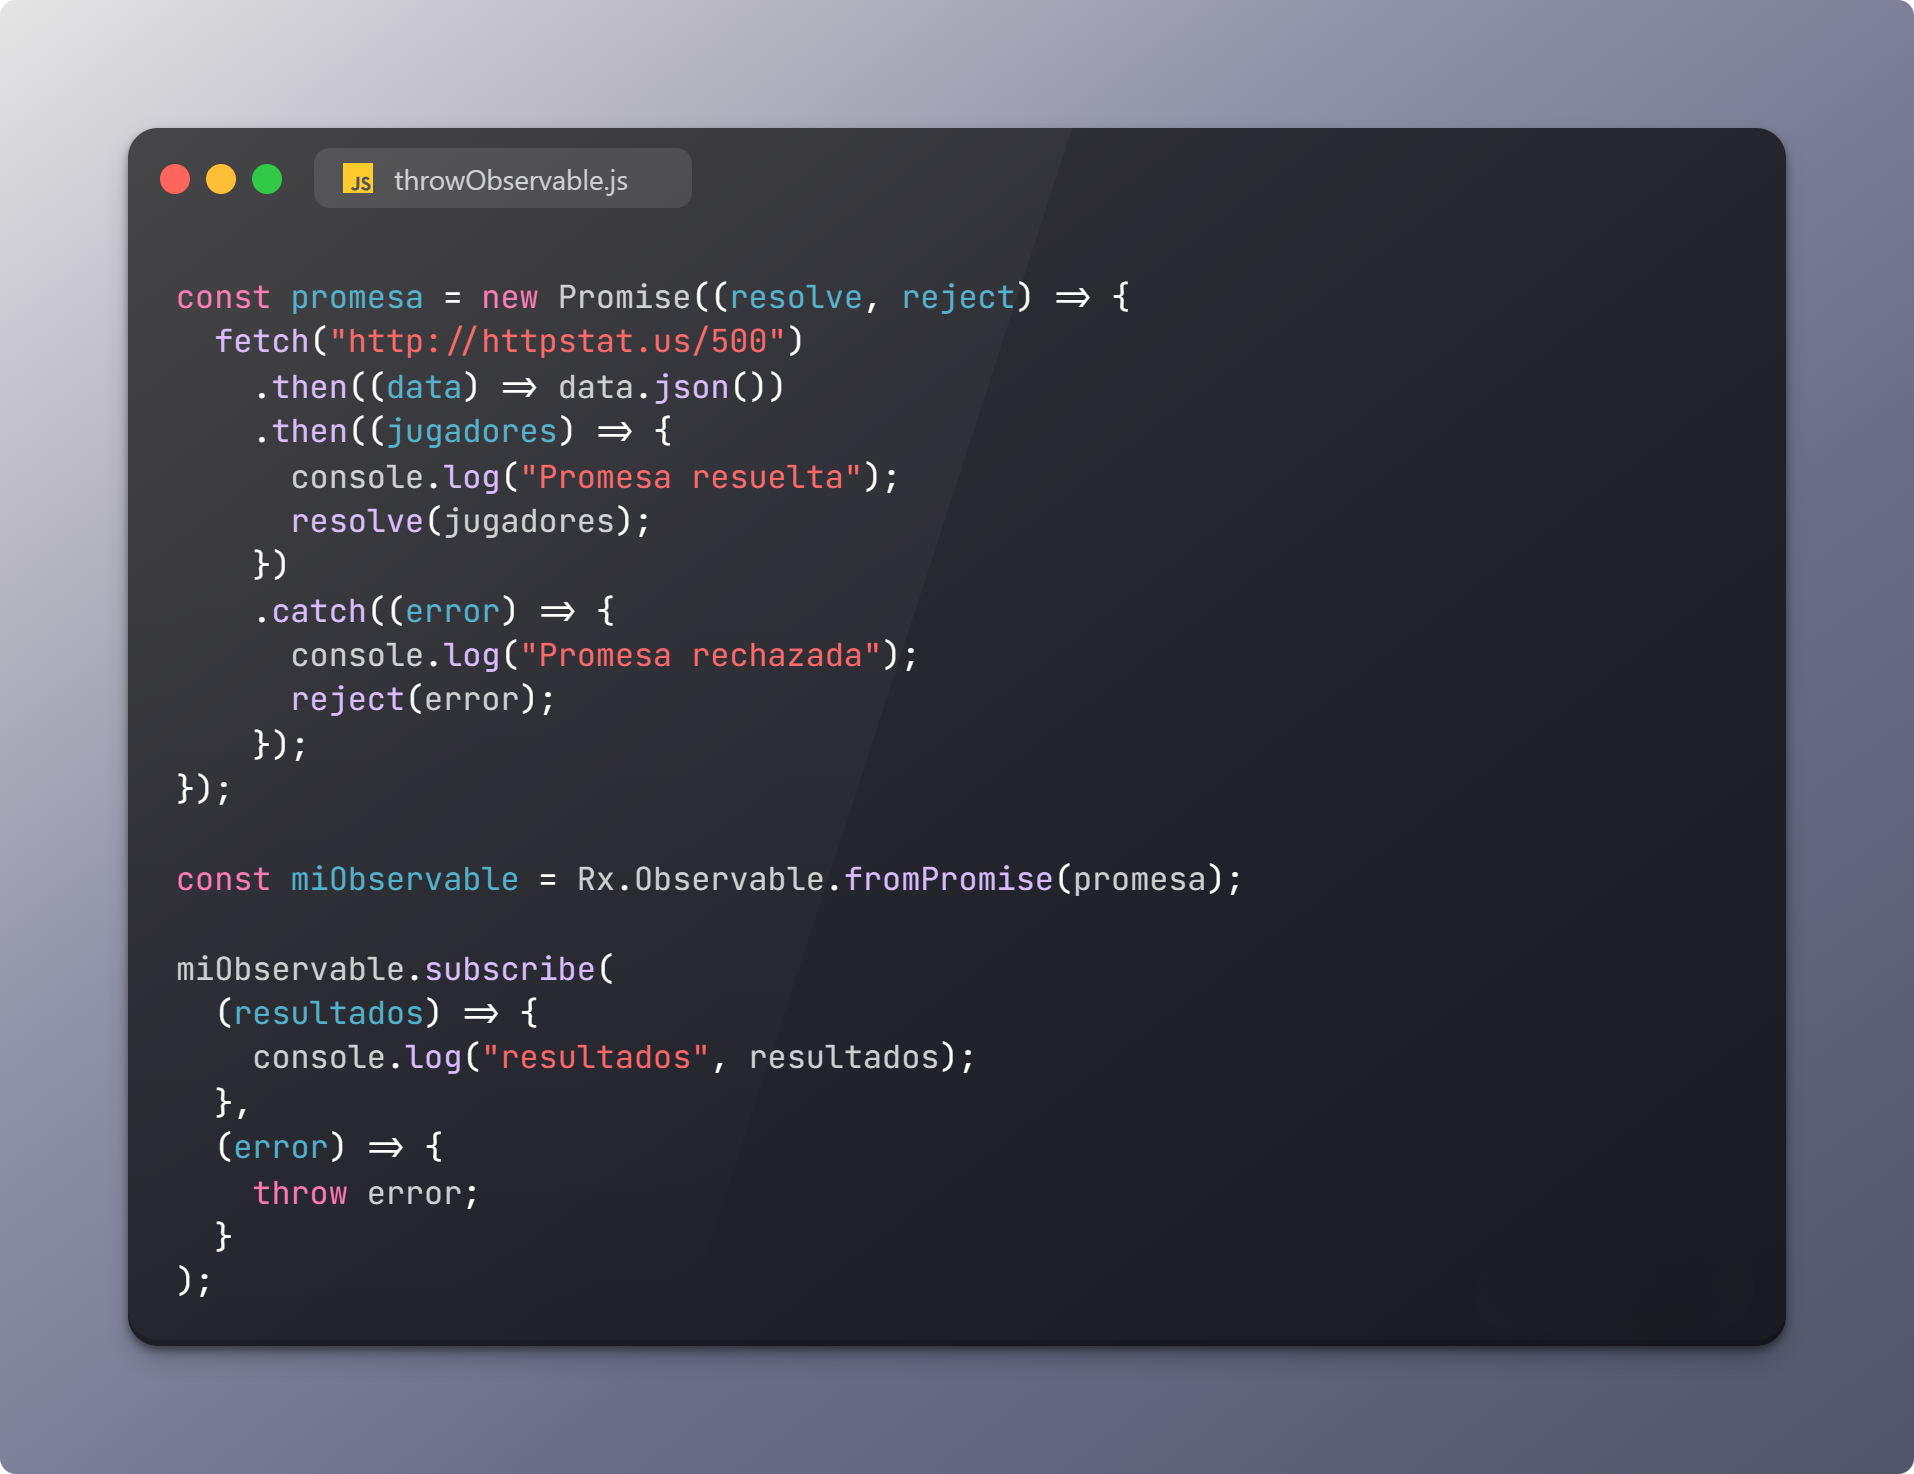 JS throwObservable.js
const promesa = new Promise((resolve, reject) => {
  fetch("http://httpstat.us/500")
    .then((data) => data.json())
    .then((jugadores) => {
      console.log("Promesa resuelta");
      resolve(jugadores);
    })
    .catch((error) => {
      console.log("Promesa rechazada");
      reject(error);
    });
});

const miObservable = Rx.Observable.fromPromise(promesa);

miObservable.subscribe(
  (resultados) => {
    console.log("resultados", resultados);
  },
  (error) => {
    throw error;
  }
);